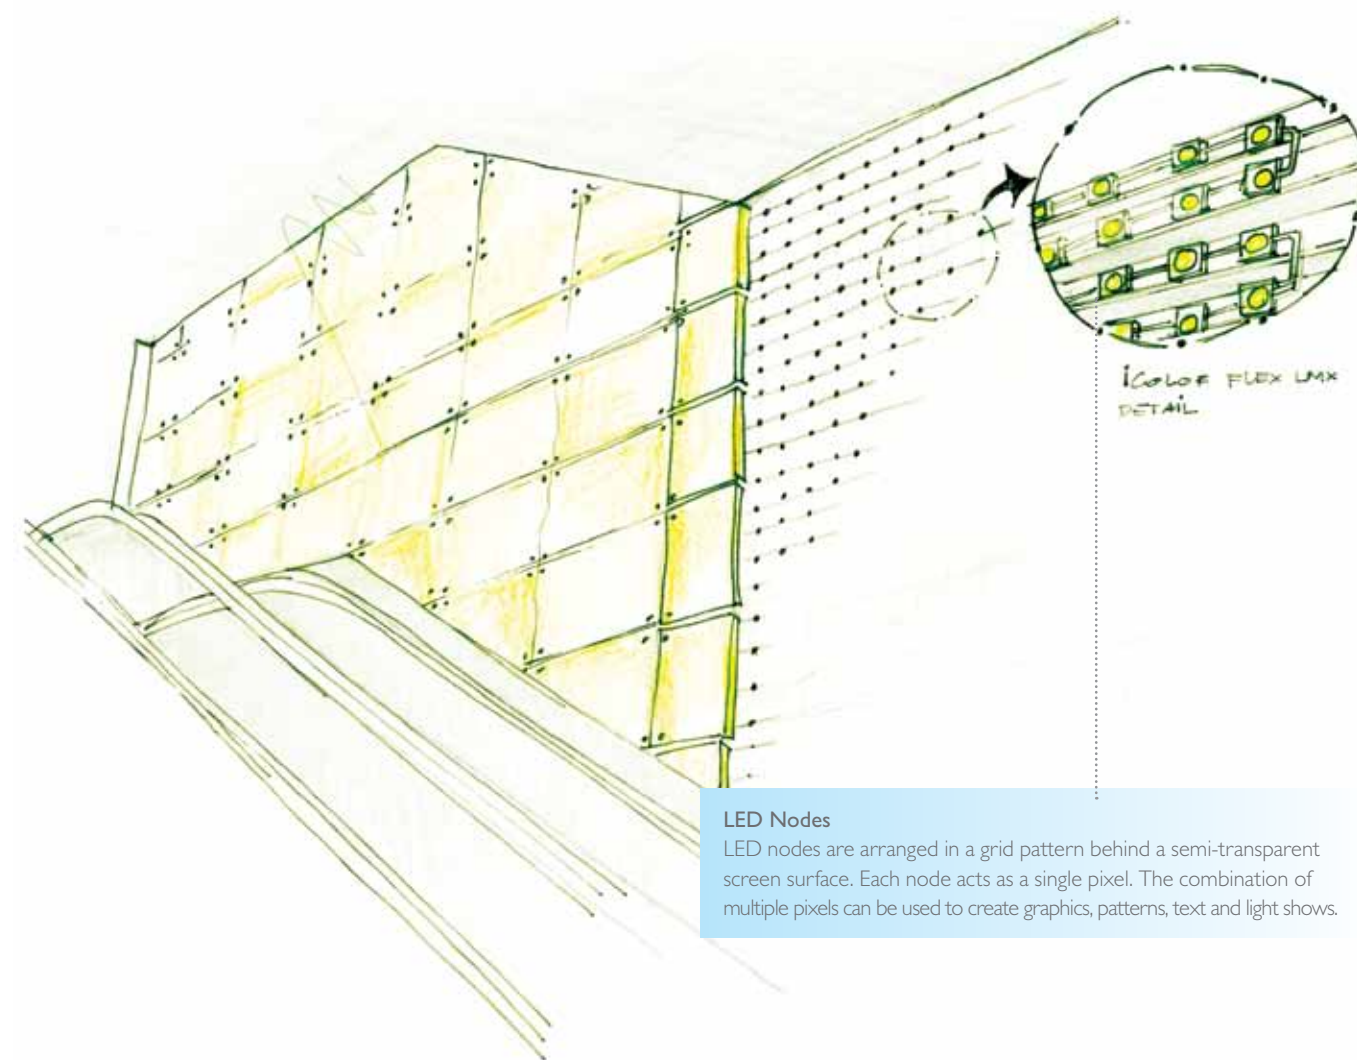 iCOLOR FLEX LMX
DETAIL
LED Nodes
LED nodes are arranged in a grid pattern behind a semi-transparent
screen surface. Each node acts as a single pixel. The combination of
multiple pixels can be used to create graphics, patterns, text and light shows.